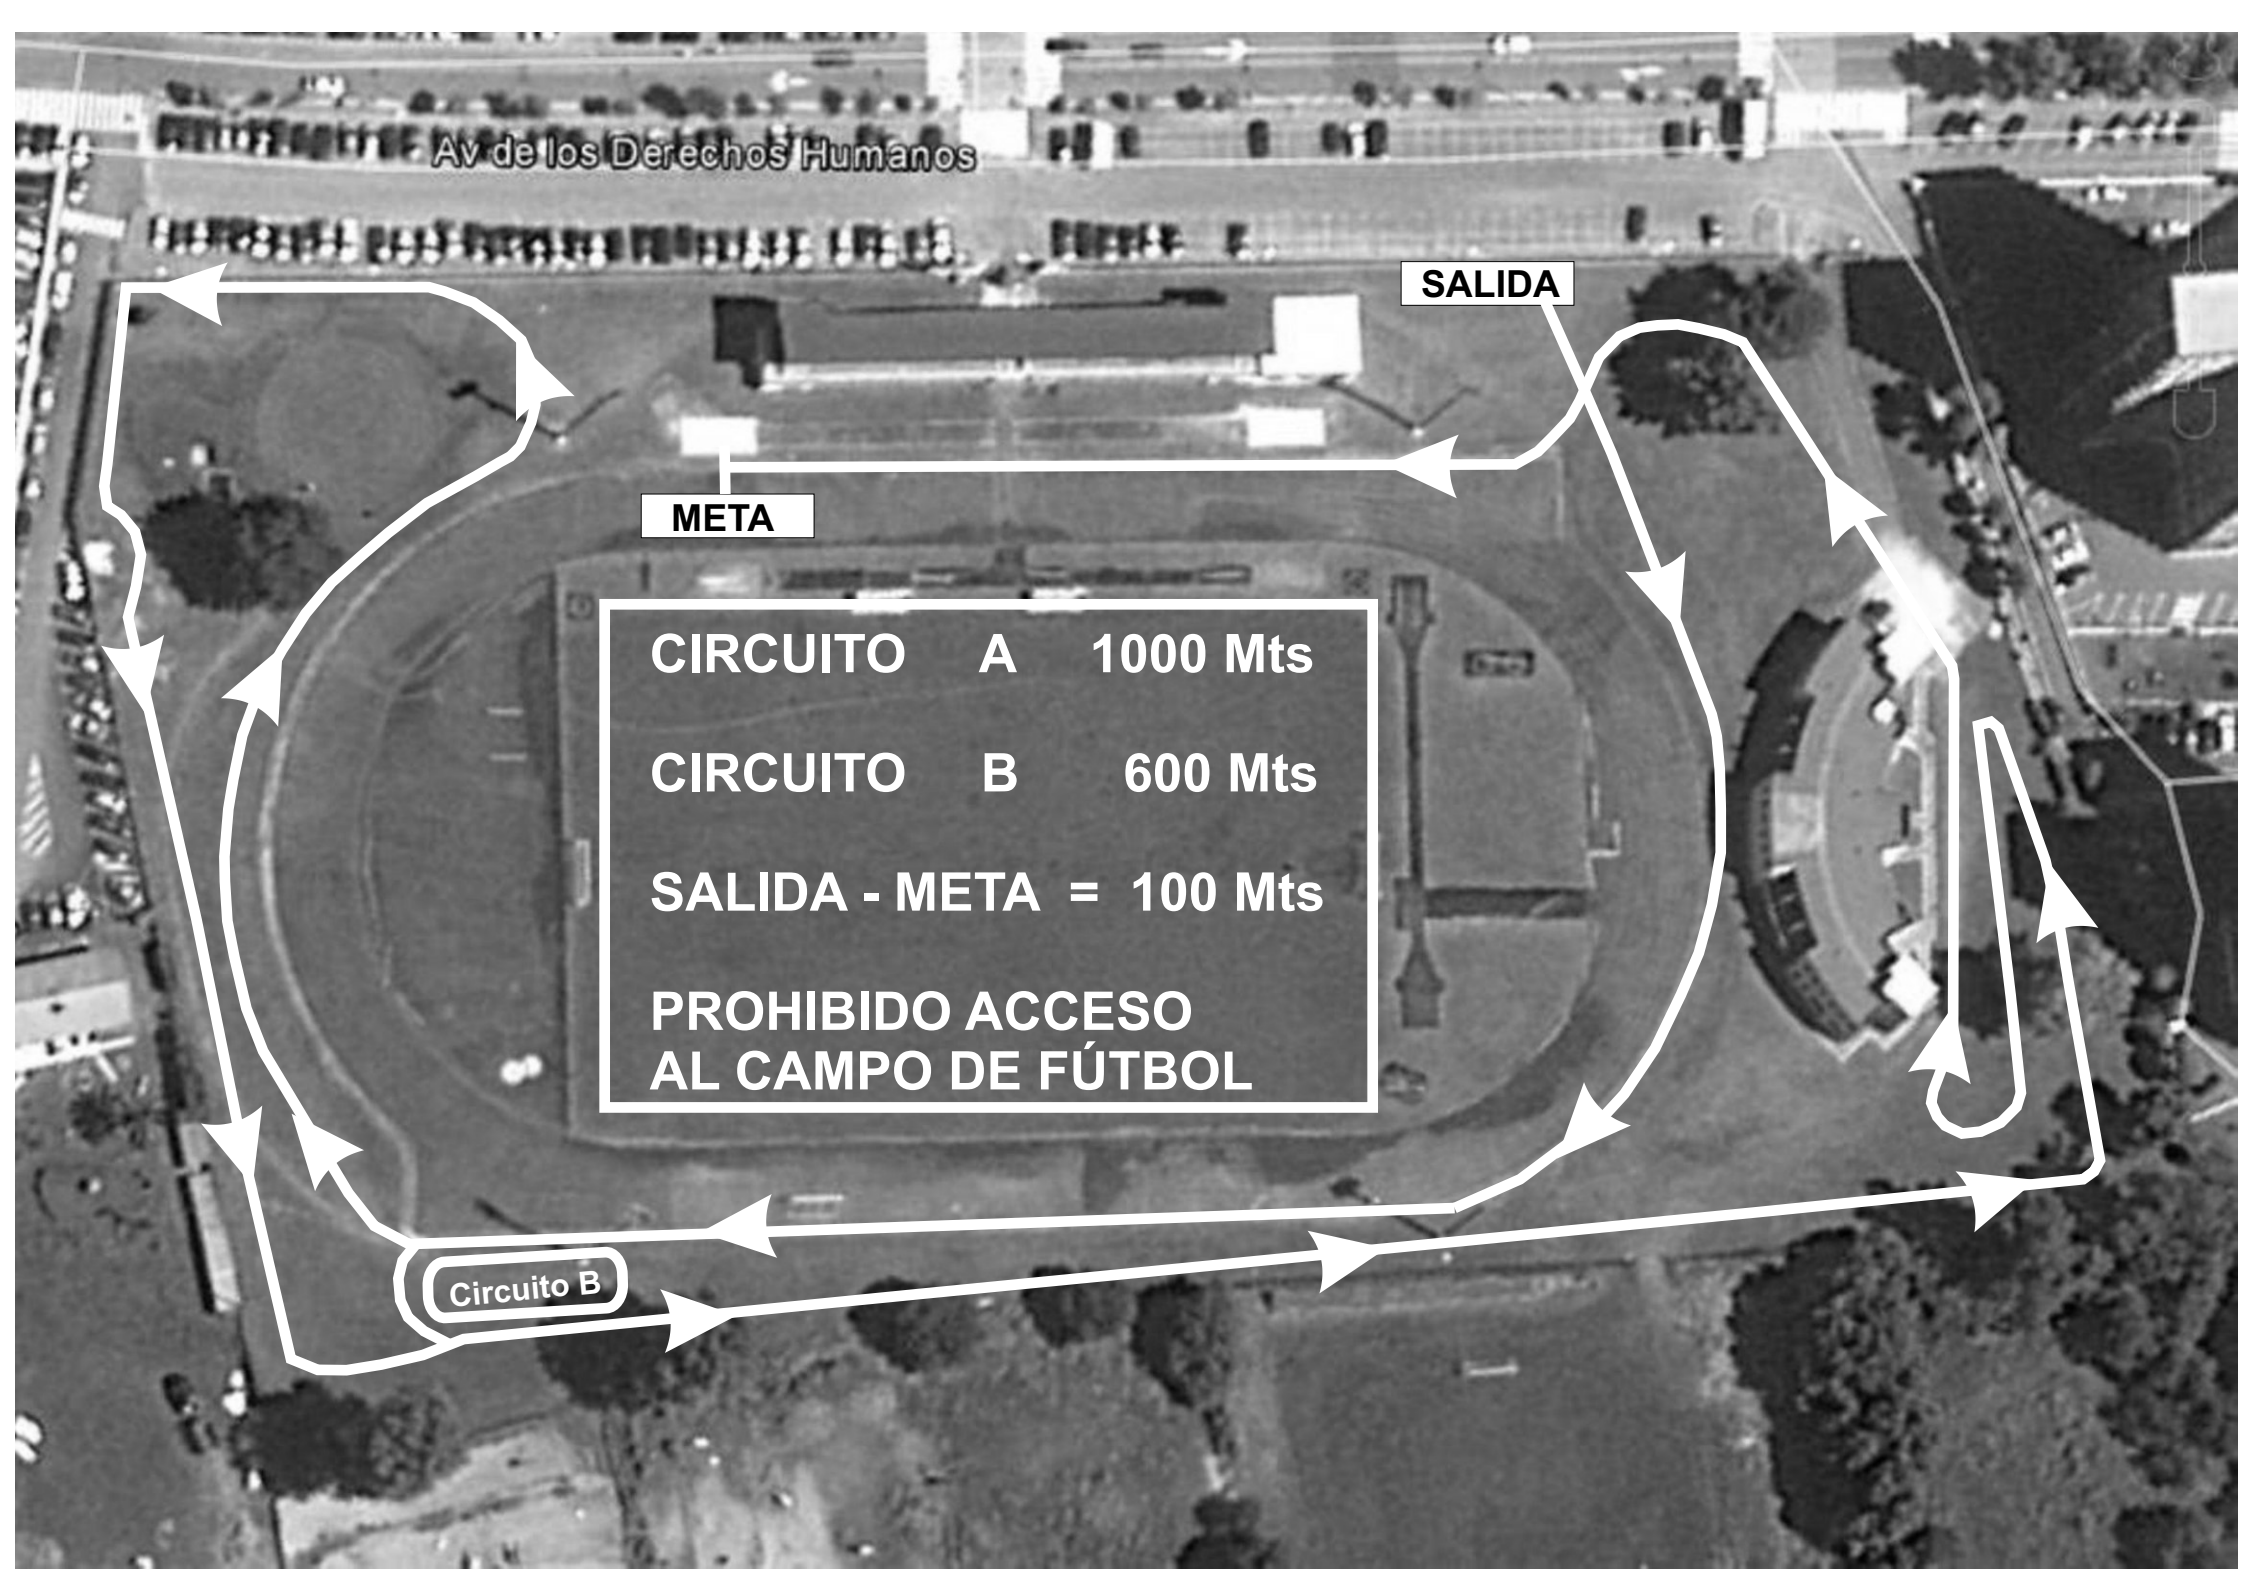 Av de los Derechos Humanos
SALIDA
META
CIRCUITO A 1000 Mts
CIRCUITO B 600 Mts
SALIDA - META = 100 Mts
PROHIBIDO ACCESO
AL CAMPO DE FÚTBOL
Circuito B